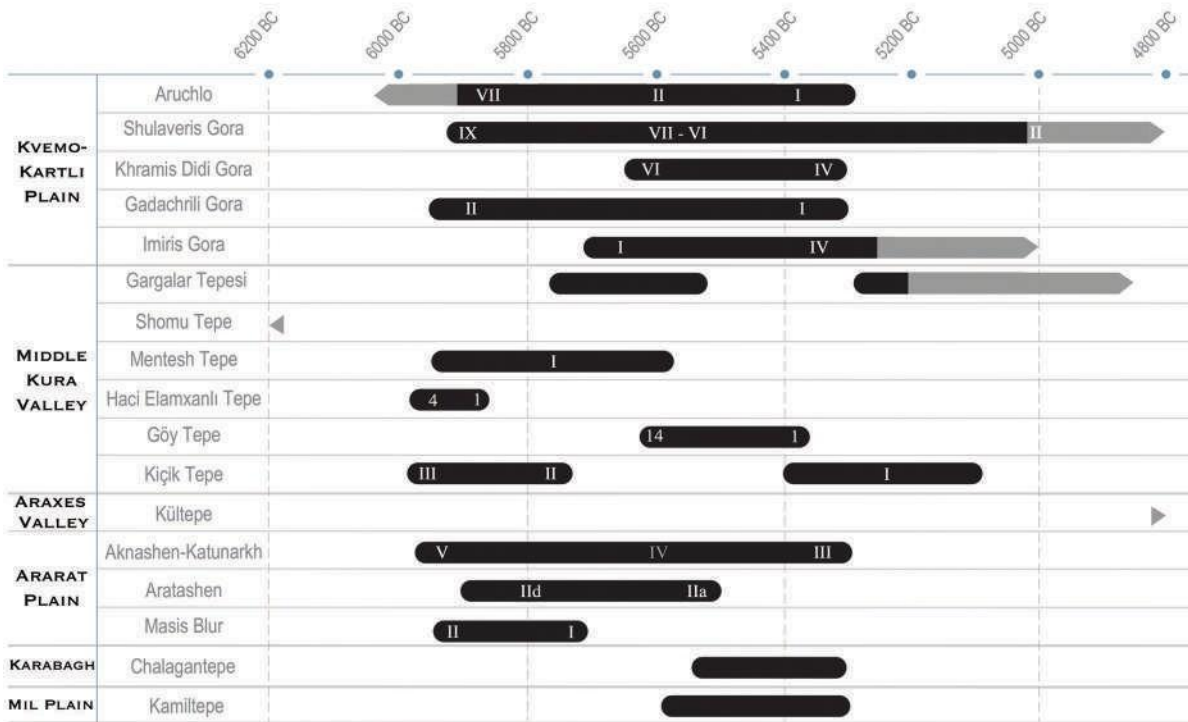 6200 BC
6000 BC
5800 BC
5600 BC
5400 BC
5200 BC
5000 BC
4800 BC
KVEMO-
KARTLI
PLAIN
Aruchlo
VII II I
Shulaveris Gora
IX VII - VI II
Khramis Didi Gora
VI IV
Gadachrili Gora
II I
Imiris Gora
I IV
MIDDLE
KURA
VALLEY
Gargalar Tepesi
Shomu Tepe
Mentesh Tepe
I
Haci Elamxanlı Tepe
4 1
Göy Tepe
14 1
Kiçik Tepe
III II I
ARAXES
VALLEY
Kültepe
ARARAT
PLAIN
Aknashen-Katunarkh
V IV III
Aratashen
IId IIa
Masis Blur
II I
KARABAGH
Chalagantepe
MIL PLAIN
Kamiltepe